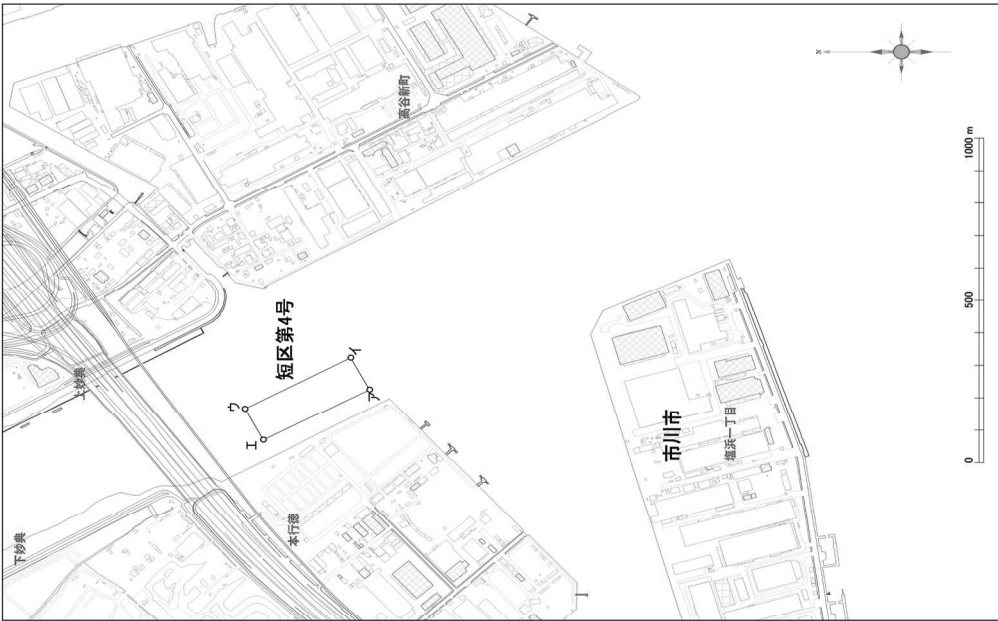 高谷新町
N
1000 m
500
0
短区第4号
イ
ア
ウ
エ
上妙典
下妙典
本行徳
市川市
塩浜一丁目